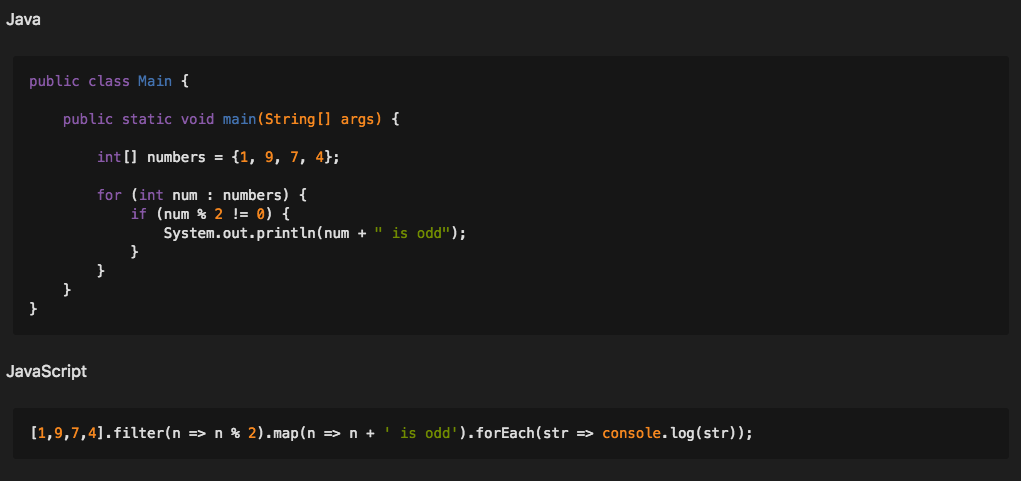 Java
public class Main {
public static void main(String[] args) {
int[] numbers = {1, 9, 7, 4};
for (int num : numbers) {
if (num % 2 != 0) {
System.out.println(num + " is odd");
}
}
}
}
JavaScript
[1,9,7,4].filter(n => n % 2).map(n => n + ' is odd').forEach(str => console.log(str));